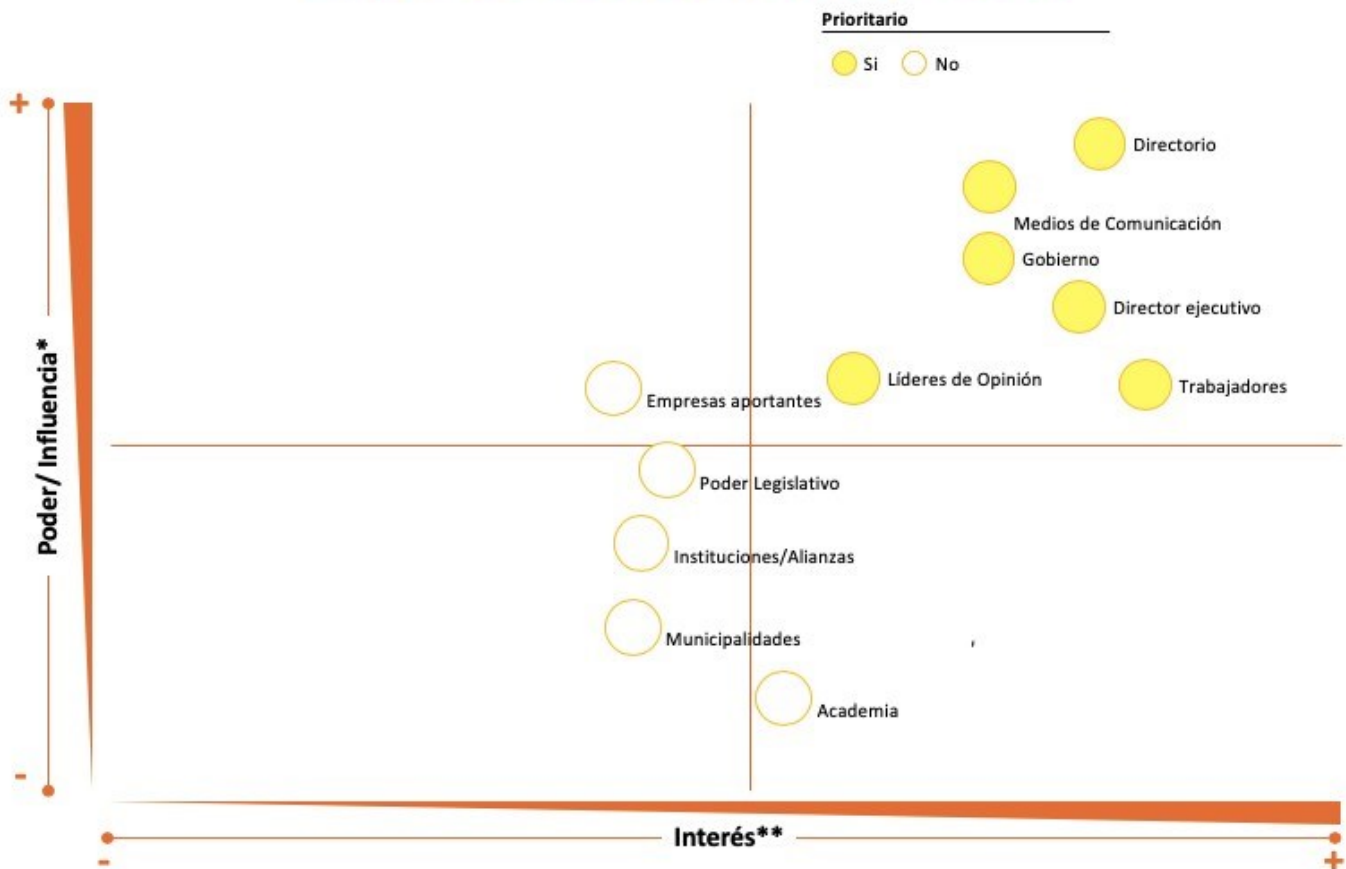 Prioritario
Si No
+
Directorio
Medios de Comunicación
Gobierno
Director ejecutivo
Líderes de Opinión
Trabajadores
Empresas aportantes
Poder/ Influencia*
Poder Legislativo
Instituciones/Alianzas
Municipalidades
,
Academia
-
Interés**
-
+